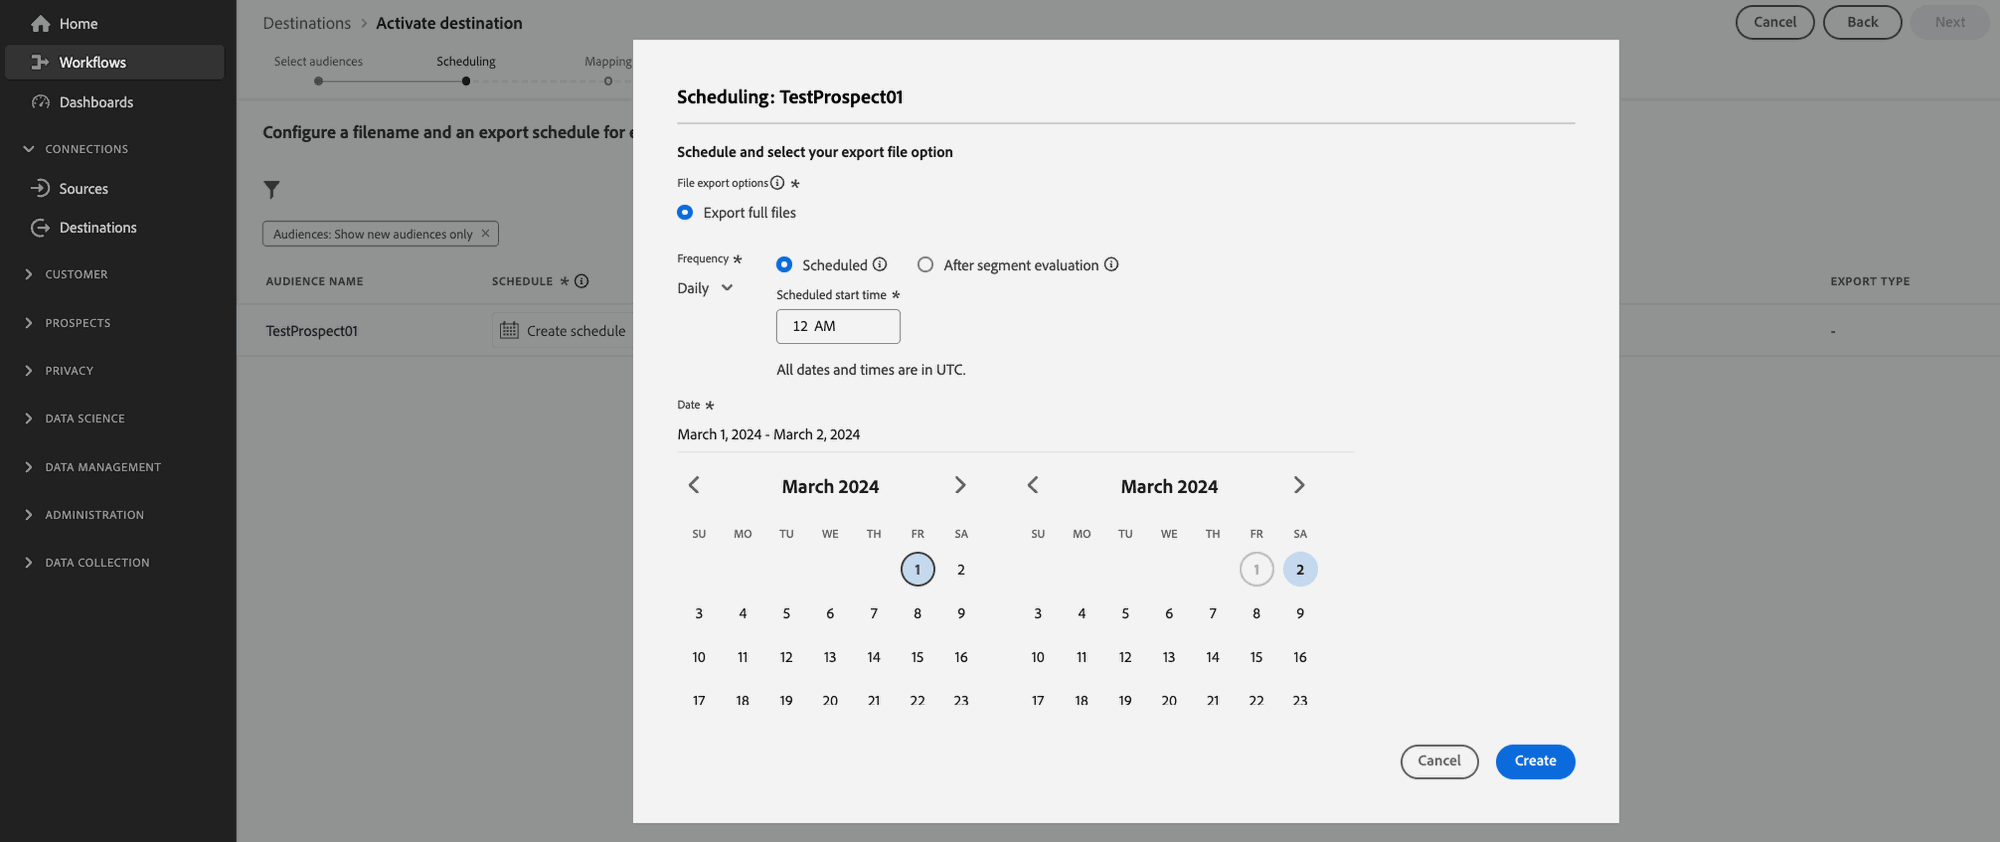 Home
Workflows
Dashboards
CONNECTIONS
Sources
Destinations
CUSTOMER
PROSPECTS
PRIVACY
DATA SCIENCE
DATA MANAGEMENT
ADMINISTRATION
DATA COLLECTION
Destinations > Activate destination
Cancel Back Next
Select audiences Scheduling Mapping
Configure a filename and an export schedule for e
Audiences: Show new audiences only ×
AUDIENCE NAME SCHEDULE * EXPORT TYPE
TestProspect01 Create schedule -
Scheduling: TestProspect01
Schedule and select your export file option
File export options *
Export full files
Frequency * Scheduled After segment evaluation
Daily
Scheduled start time *
12 AM
All dates and times are in UTC.
Date *
March 1, 2024 - March 2, 2024
March 2024
SU MO TU WE TH FR SA
1 2
3 4 5 6 7 8 9
10 11 12 13 14 15 16
17 18 19 20 21 22 23
March 2024
SU MO TU WE TH FR SA
1 2
3 4 5 6 7 8 9
10 11 12 13 14 15 16
17 18 19 20 21 22 23
Cancel Create